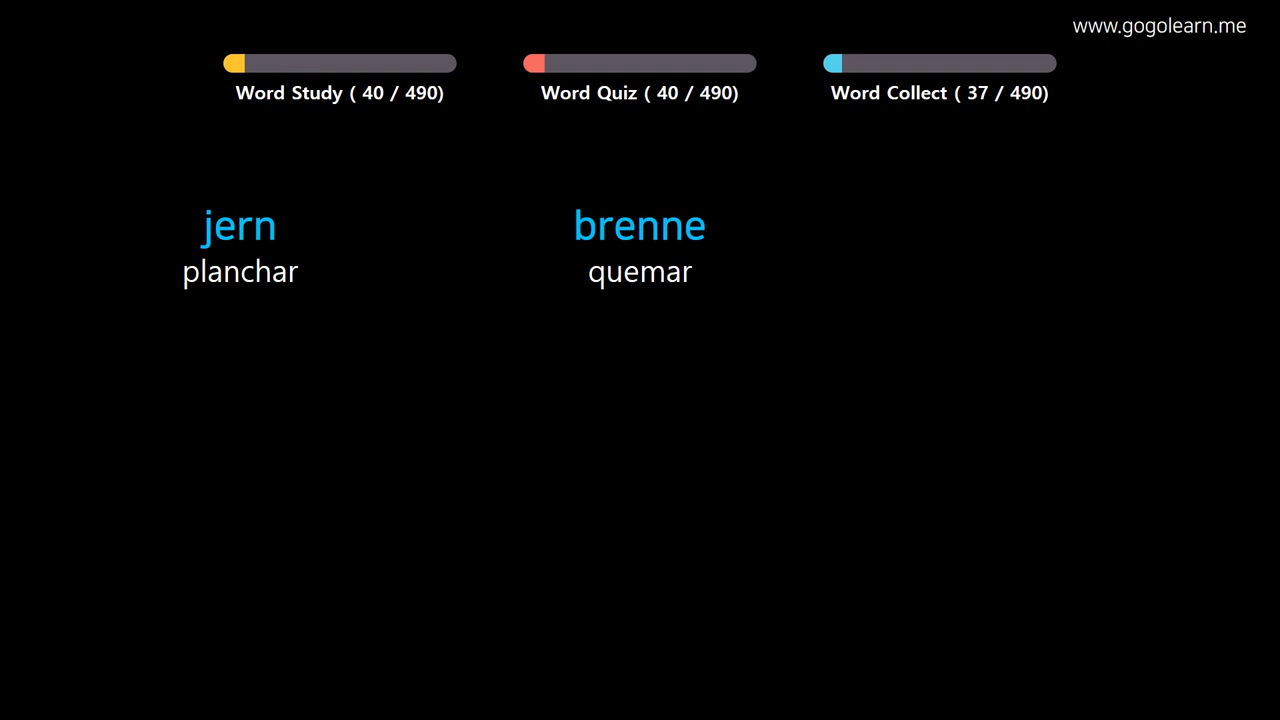 www.gogolearn.me
Word Study ( 40 / 490)
Word Quiz ( 40 / 490)
Word Collect ( 37 / 490)
jern
planchar
brenne
quemar